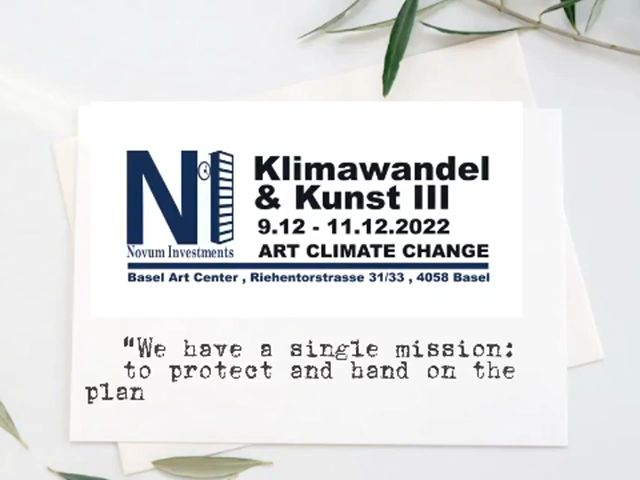 NI
Novum Investments
Klimawandel
& Kunst III
9.12 - 11.12.2022
ART CLIMATE CHANGE
Basel Art Center , Riehentorstrasse 31/33 , 4058 Basel
“We have a single mission:
to protect and hand on the
plan